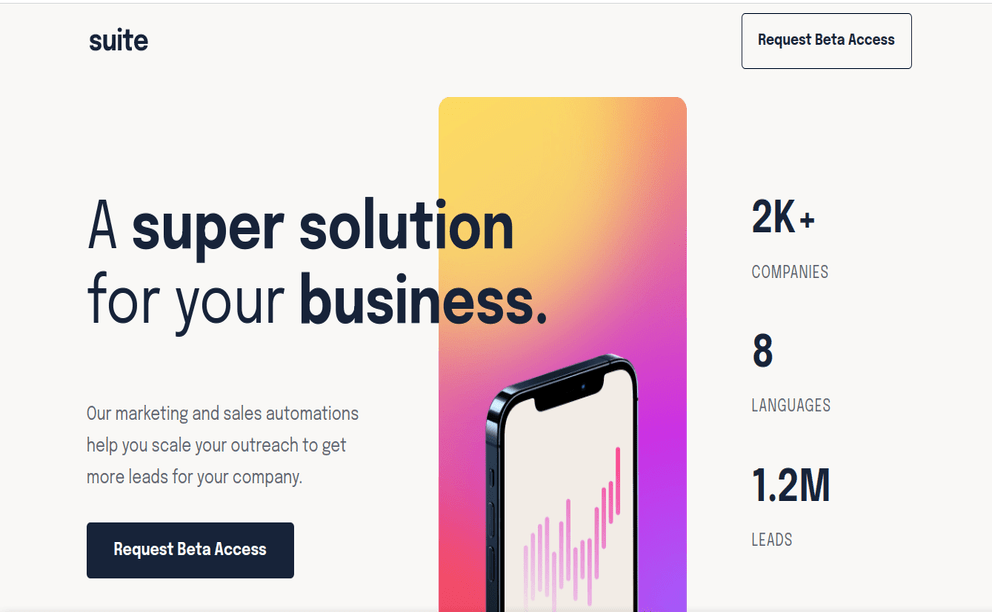 suite
Request Beta Access
A super solution
for your business.
Our marketing and sales automations
help you scale your outreach to get
more leads for your company.
Request Beta Access
2K+
COMPANIES
8
LANGUAGES
1.2M
LEADS